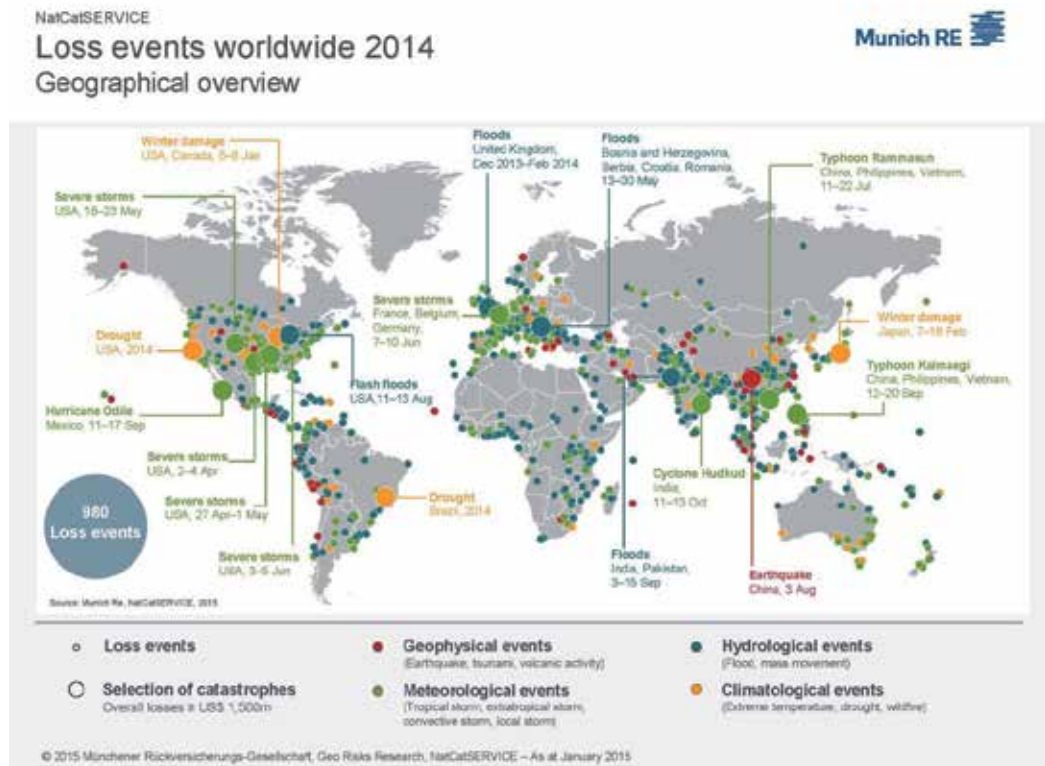 NatCatSERVICE
Loss events worldwide 2014
Geographical overview
Munich RE
Winter damage
USA, Canada, 5–8 Jan
Floods
United Kingdom,
Dec 2013–Feb 2014
Floods
Bosnia and Herzegovina,
Serbia, Croatia, Romania,
13–30 May
Typhoon Rammasun
China, Philippines, Vietnam,
11–22 Jul
Severe storms
USA, 18–23 May
Severe storms
France, Belgium,
Germany,
7–10 Jun
Winter damage
Japan, 7–16 Feb
Drought
USA, 2014
Typhoon Kalmaegi
China, Philippines, Vietnam,
12–20 Sep
Flash floods
USA, 11–13 Aug
Hurricane Odile
Mexico 11–17 Sep
Severe storms
USA, 2–4 Apr
Cyclone Hudhud
India,
11–13 Oct
Severe storms
USA, 27 Apr–1 May
Drought
Brazil, 2014
980
Loss events
Severe storms
USA, 3–5 Jun
Floods
India, Pakistan,
3–15 Sep
Earthquake
China, 3 Aug
Source: Munich Re, NatCatSERVICE, 2015
Loss events
Selection of catastrophes
Overall losses ≥ US$ 1,500m
Geophysical events
(Earthquake, tsunami, volcanic activity)
Meteorological events
(Tropical storm, extratropical storm,
convective storm, local storm)
Hydrological events
(Flood, mass movement)
Climatological events
(Extreme temperature, drought, wildfire)
© 2015 Münchener Rückversicherungs-Gesellschaft, Geo Risks Research, NatCatSERVICE – As at January 2015